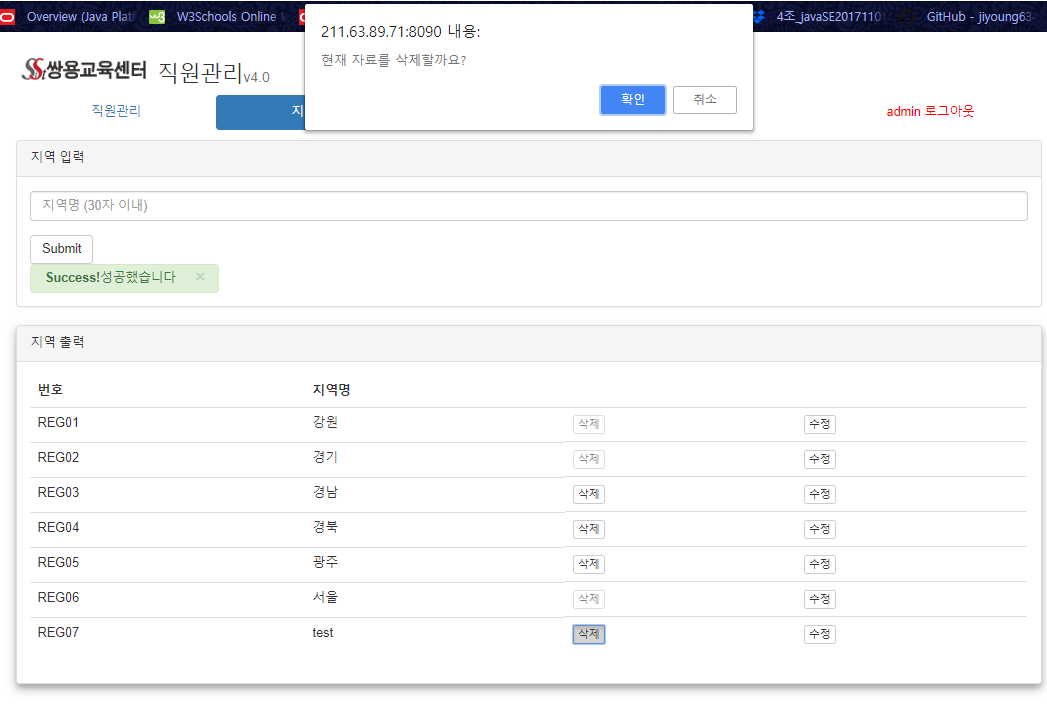 Overview (Java Platf
W3Schools Online
4조_javaSE2017110
GitHub - jiyoung63
211.63.89.71:8090 내용:
현재 자료를 삭제할까요?
확인 취소
쌍용교육센터 직원관리v4.0
직원관리
지
admin 로그아웃
지역 입력
지역명 (30자 이내)
Submit
Success!성공했습니다 ×
지역 출력
번호 지역명
REG01 강원 삭제 수정
REG02 경기 삭제 수정
REG03 경남 삭제 수정
REG04 경북 삭제 수정
REG05 광주 삭제 수정
REG06 서울 삭제 수정
REG07 test 삭제 수정